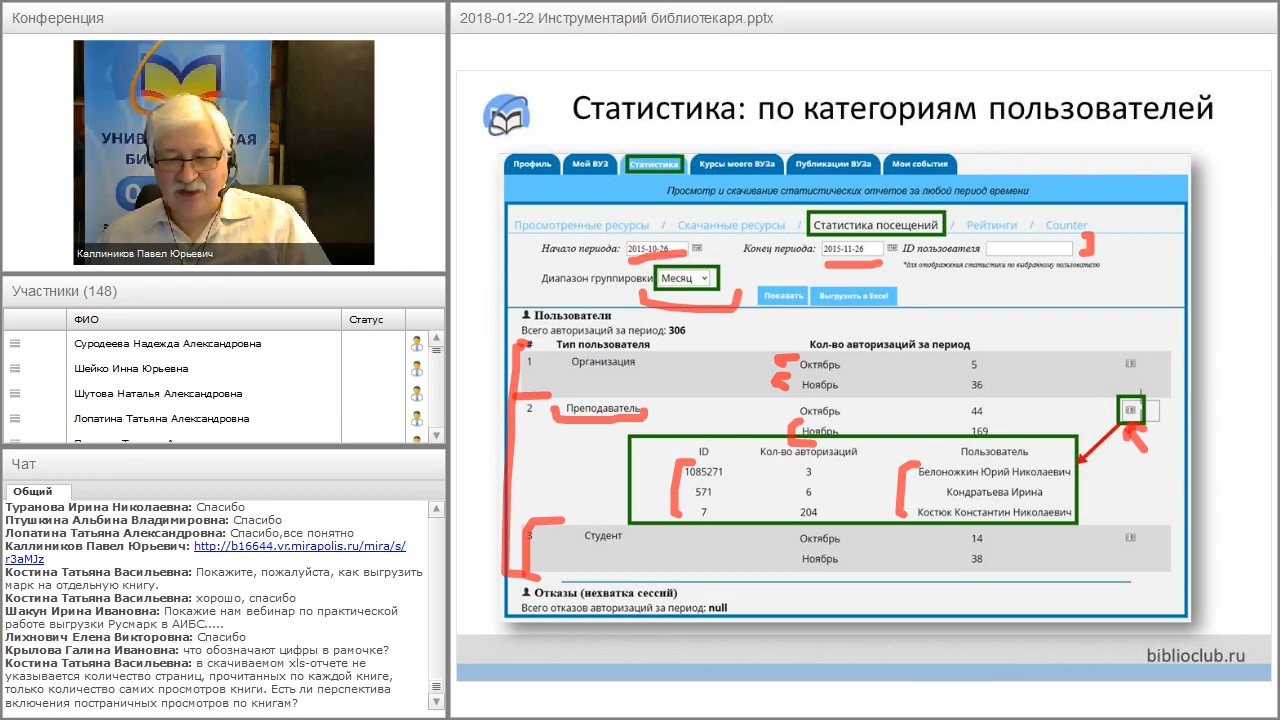 Конференция
Каллиников Павел Юрьевич
Участники (148)
ФИО Статус
Суродеева Надежда Александровна
Шейко Инна Юрьевна
Шутова Наталья Александровна
Лопатина Татьяна Александровна
Чат
Общий
Туранова Ирина Николаевна: Спасибо
Птушкина Альбина Владимировна: Спасибо
Лопатина Татьяна Александровна: Спасибо,все понятно
Каллиников Павел Юрьевич: http://b16644.vr.mirapolis.ru/mira/s/
r3aMJz
Костина Татьяна Васильевна: Покажите, пожалуйста, как выгрузить
марк на отдельную книгу.
Костина Татьяна Васильевна: хорошо, спасибо
Шакун Ирина Ивановна: Покажие нам вебинар по практической
работе выгрузки Русмарк в АИБС.....
Лихнович Елена Викторовна: Спасибо
Крылова Галина Ивановна: что обозначают цифры в рамочке?
Костина Татьяна Васильевна: в скачиваемом xls-отчете не
указывается количество страниц, прочитанных по каждой книге,
только количество самих просмотров книги. Есть ли перспектива
включения постраничных просмотров по книгам?
2018-01-22 Инструментарий библиотекаря.pptx
Статистика: по категориям пользователей
Профиль Мой ВУЗ Статистика Курсы моего ВУЗа Публикации ВУЗа Мои события
Просмотр и скачивание статистических отчетов за любой период времени
Просмотренные ресурсы / Скачанные ресурсы / Статистика посещений / Рейтинги / Counter
Начало периода: 2015-10-26 Конец периода: 2015-11-26 ID пользователя
*для отображения статистики по выбранному пользователю
Диапазон группировки Месяц
Показать Выгрузить в Excel
Пользователи
Всего авторизаций за период: 306
# Тип пользователя Кол-во авторизаций за период
1 Организация Октябрь 5
Ноябрь 36
2 Преподаватель Октябрь 44
Ноябрь 169
ID Кол-во авторизаций Пользователь
1085271 3 Белоножкин Юрий Николаевич
571 6 Кондратьева Ирина
7 204 Костюк Константин Николаевич
3 Студент Октябрь 14
Ноябрь 38
Отказы (нехватка сессий)
Всего отказов авторизаций за период: null
biblioclub.ru